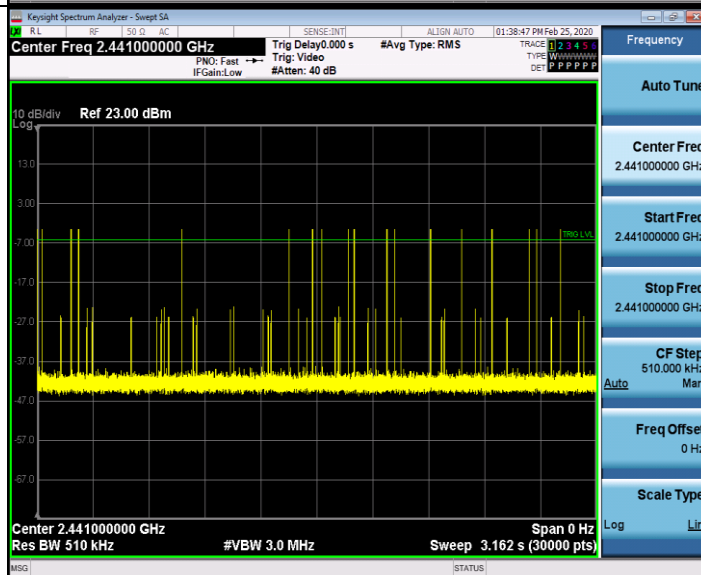 Keysight Spectrum Analyzer - Swept SA
RL RF 50 Ω AC SENSE:INT ALIGN AUTO 01:38:47 PM Feb 25, 2020
Center Freq 2.441000000 GHz
PNO: Fast
IFGain:Low
Trig Delay0.000 s
Trig: Video
#Atten: 40 dB
#Avg Type: RMS
TRACE 1 2 3 4 5 6
TYPE W
DET P P P P P P
10 dB/div Ref 23.00 dBm
Log
13.0
3.00
-7.00
TRIG LVL
-17.0
-27.0
-37.0
-47.0
-57.0
-67.0
Center 2.441000000 GHz Span 0 Hz
Res BW 510 kHz #VBW 3.0 MHz Sweep 3.162 s (30000 pts)
MSG STATUS
Frequency
Auto Tune
Center Freq
2.441000000 GHz
Start Freq
2.441000000 GHz
Stop Freq
2.441000000 GHz
CF Step
510.000 kHz
Auto Man
Freq Offset
0 Hz
Scale Type
Log Lin